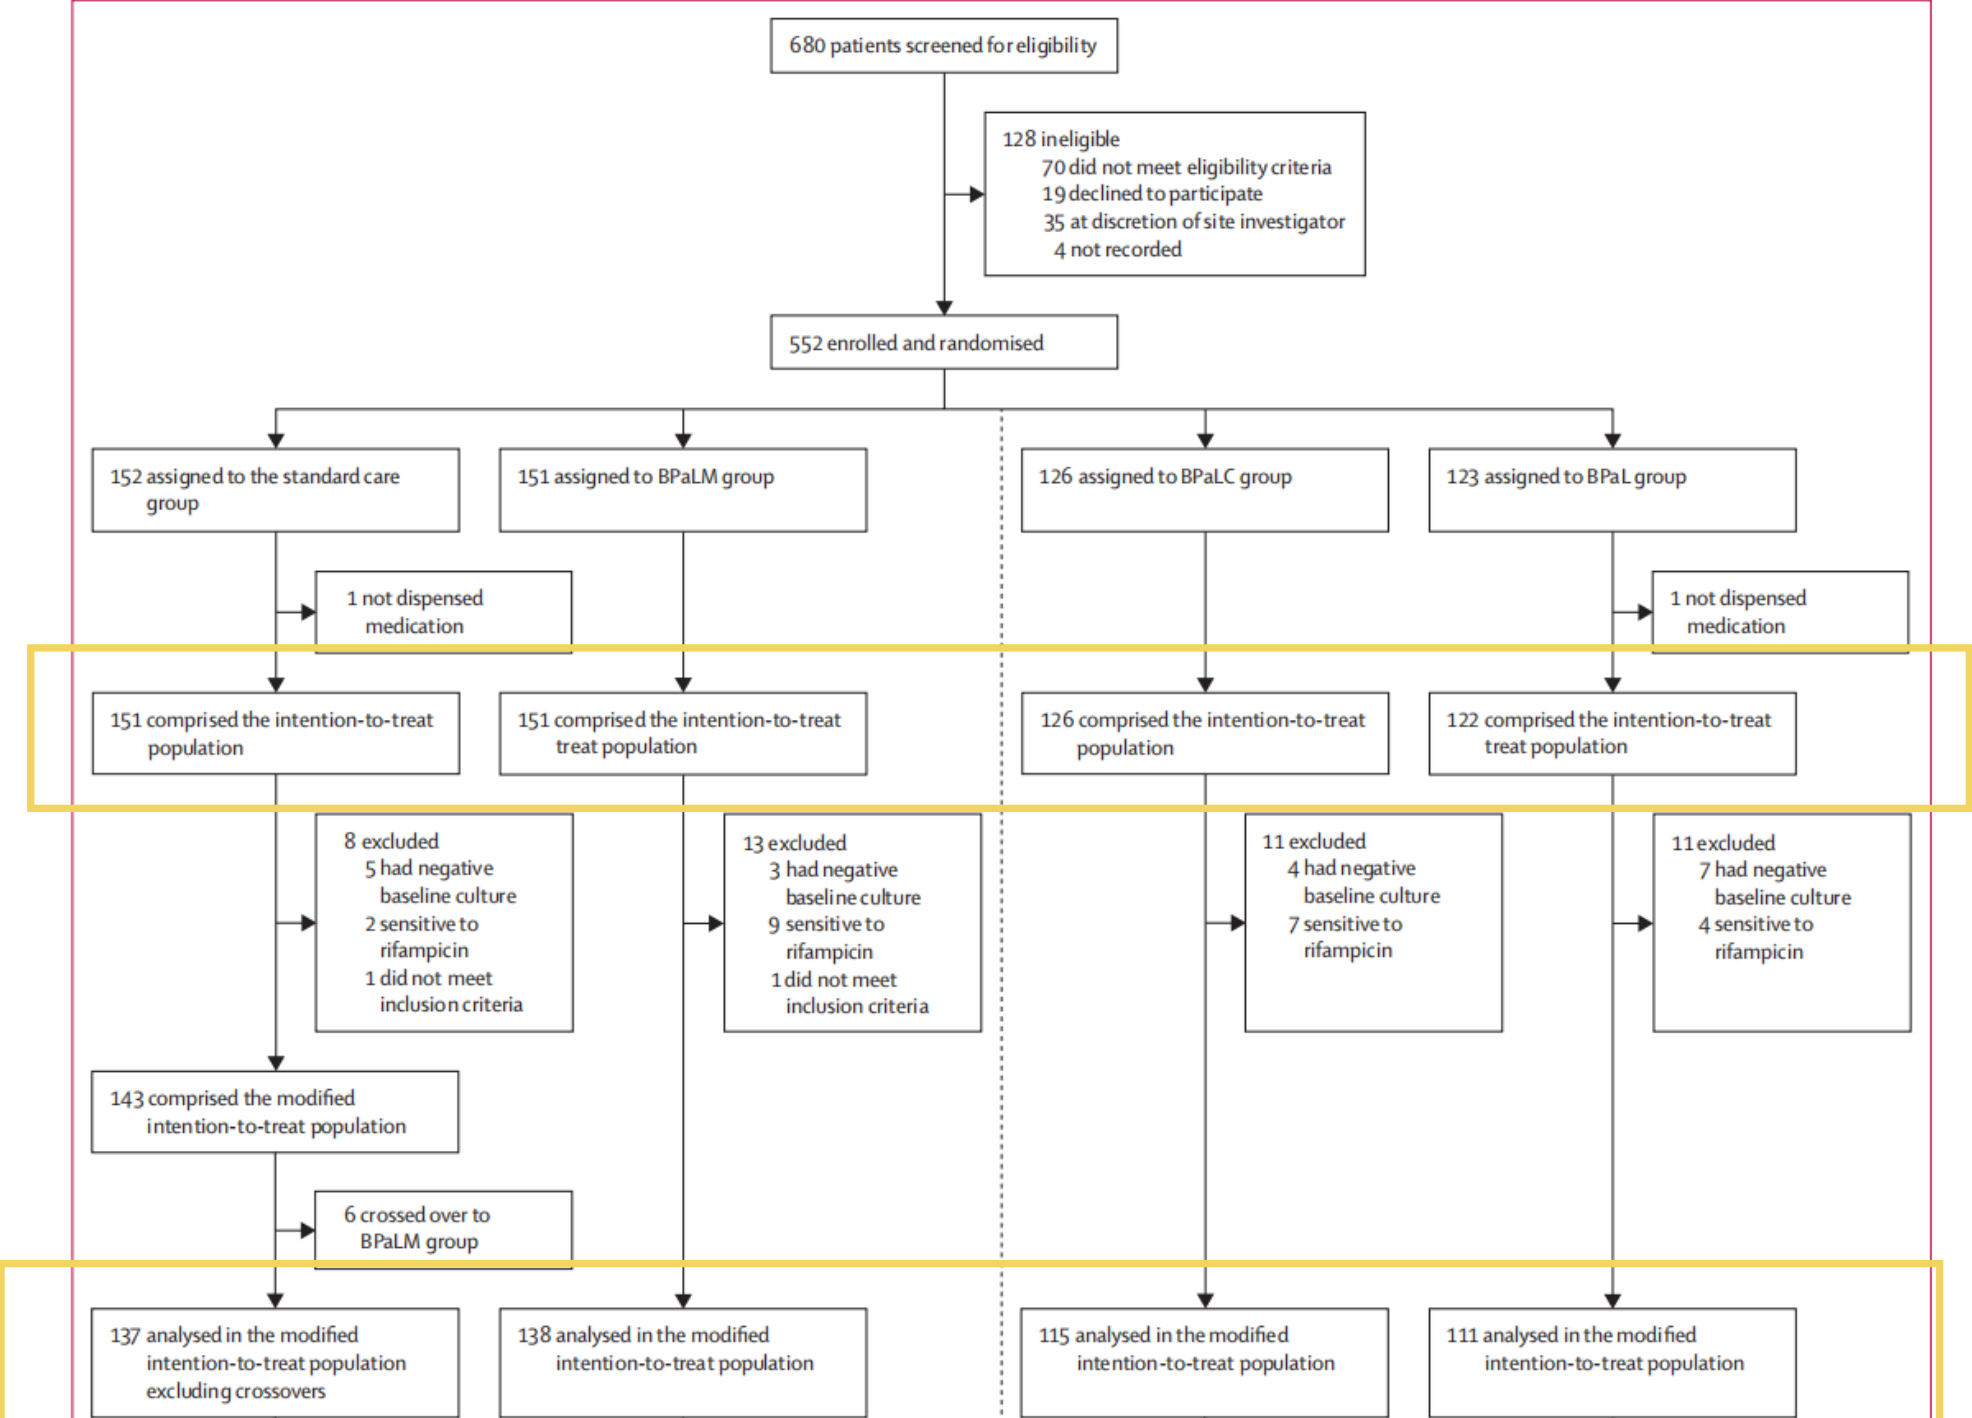 680 patients screened for eligibility
128 ineligible
70 did not meet eligibility criteria
19 declined to participate
35 at discretion of site investigator
4 not recorded
552 enrolled and randomised
152 assigned to the standard care
group
151 assigned to BPaLM group
126 assigned to BPaLC group
123 assigned to BPaL group
1 not dispensed
medication
1 not dispensed
medication
151 comprised the intention-to-treat
population
151 comprised the intention-to-treat
treat population
126 comprised the intention-to-treat
population
122 comprised the intention-to-treat
treat population
8 excluded
5 had negative
baseline culture
2 sensitive to
rifampicin
1 did not meet
inclusion criteria
13 excluded
3 had negative
baseline culture
9 sensitive to
rifampicin
1 did not meet
inclusion criteria
11 excluded
4 had negative
baseline culture
7 sensitive to
rifampicin
11 excluded
7 had negative
baseline culture
4 sensitive to
rifampicin
143 comprised the modified
intention-to-treat population
6 crossed over to
BPaLM group
137 analysed in the modified
intention-to-treat population
excluding crossovers
138 analysed in the modified
intention-to-treat population
115 analysed in the modified
intention-to-treat population
111 analysed in the modified
intention-to-treat population